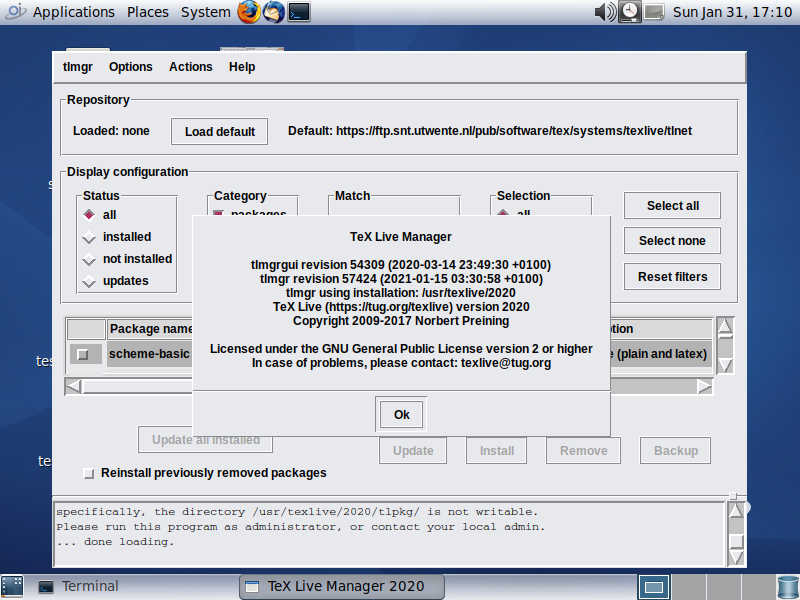 Applications Places System Sun Jan 31, 17:10
tlmgr Options Actions Help
Repository
Loaded: none Load default Default: https://ftp.snt.utwente.nl/pub/software/tex/systems/texlive/tlnet
Display configuration
Status Category Match Selection
all packages all Select all
installed Select none
not installed
updates Reset filters
TeX Live Manager
tlmgrgui revision 54309 (2020-03-14 23:49:30 +0100)
tlmgr revision 57424 (2021-01-15 03:30:58 +0100)
tlmgr using installation: /usr/texlive/2020
TeX Live (https://tug.org/texlive) version 2020
Copyright 2009-2017 Norbert Preining
Licensed under the GNU General Public License version 2 or higher
In case of problems, please contact: texlive@tug.org
Ok
Package name
scheme-basic (plain and latex)
Update all installed
Update Install Remove Backup
Reinstall previously removed packages
specifically, the directory /usr/texlive/2020/tlpkg/ is not writable.
Please run this program as administrator, or contact your local admin.
... done loading.
Terminal TeX Live Manager 2020